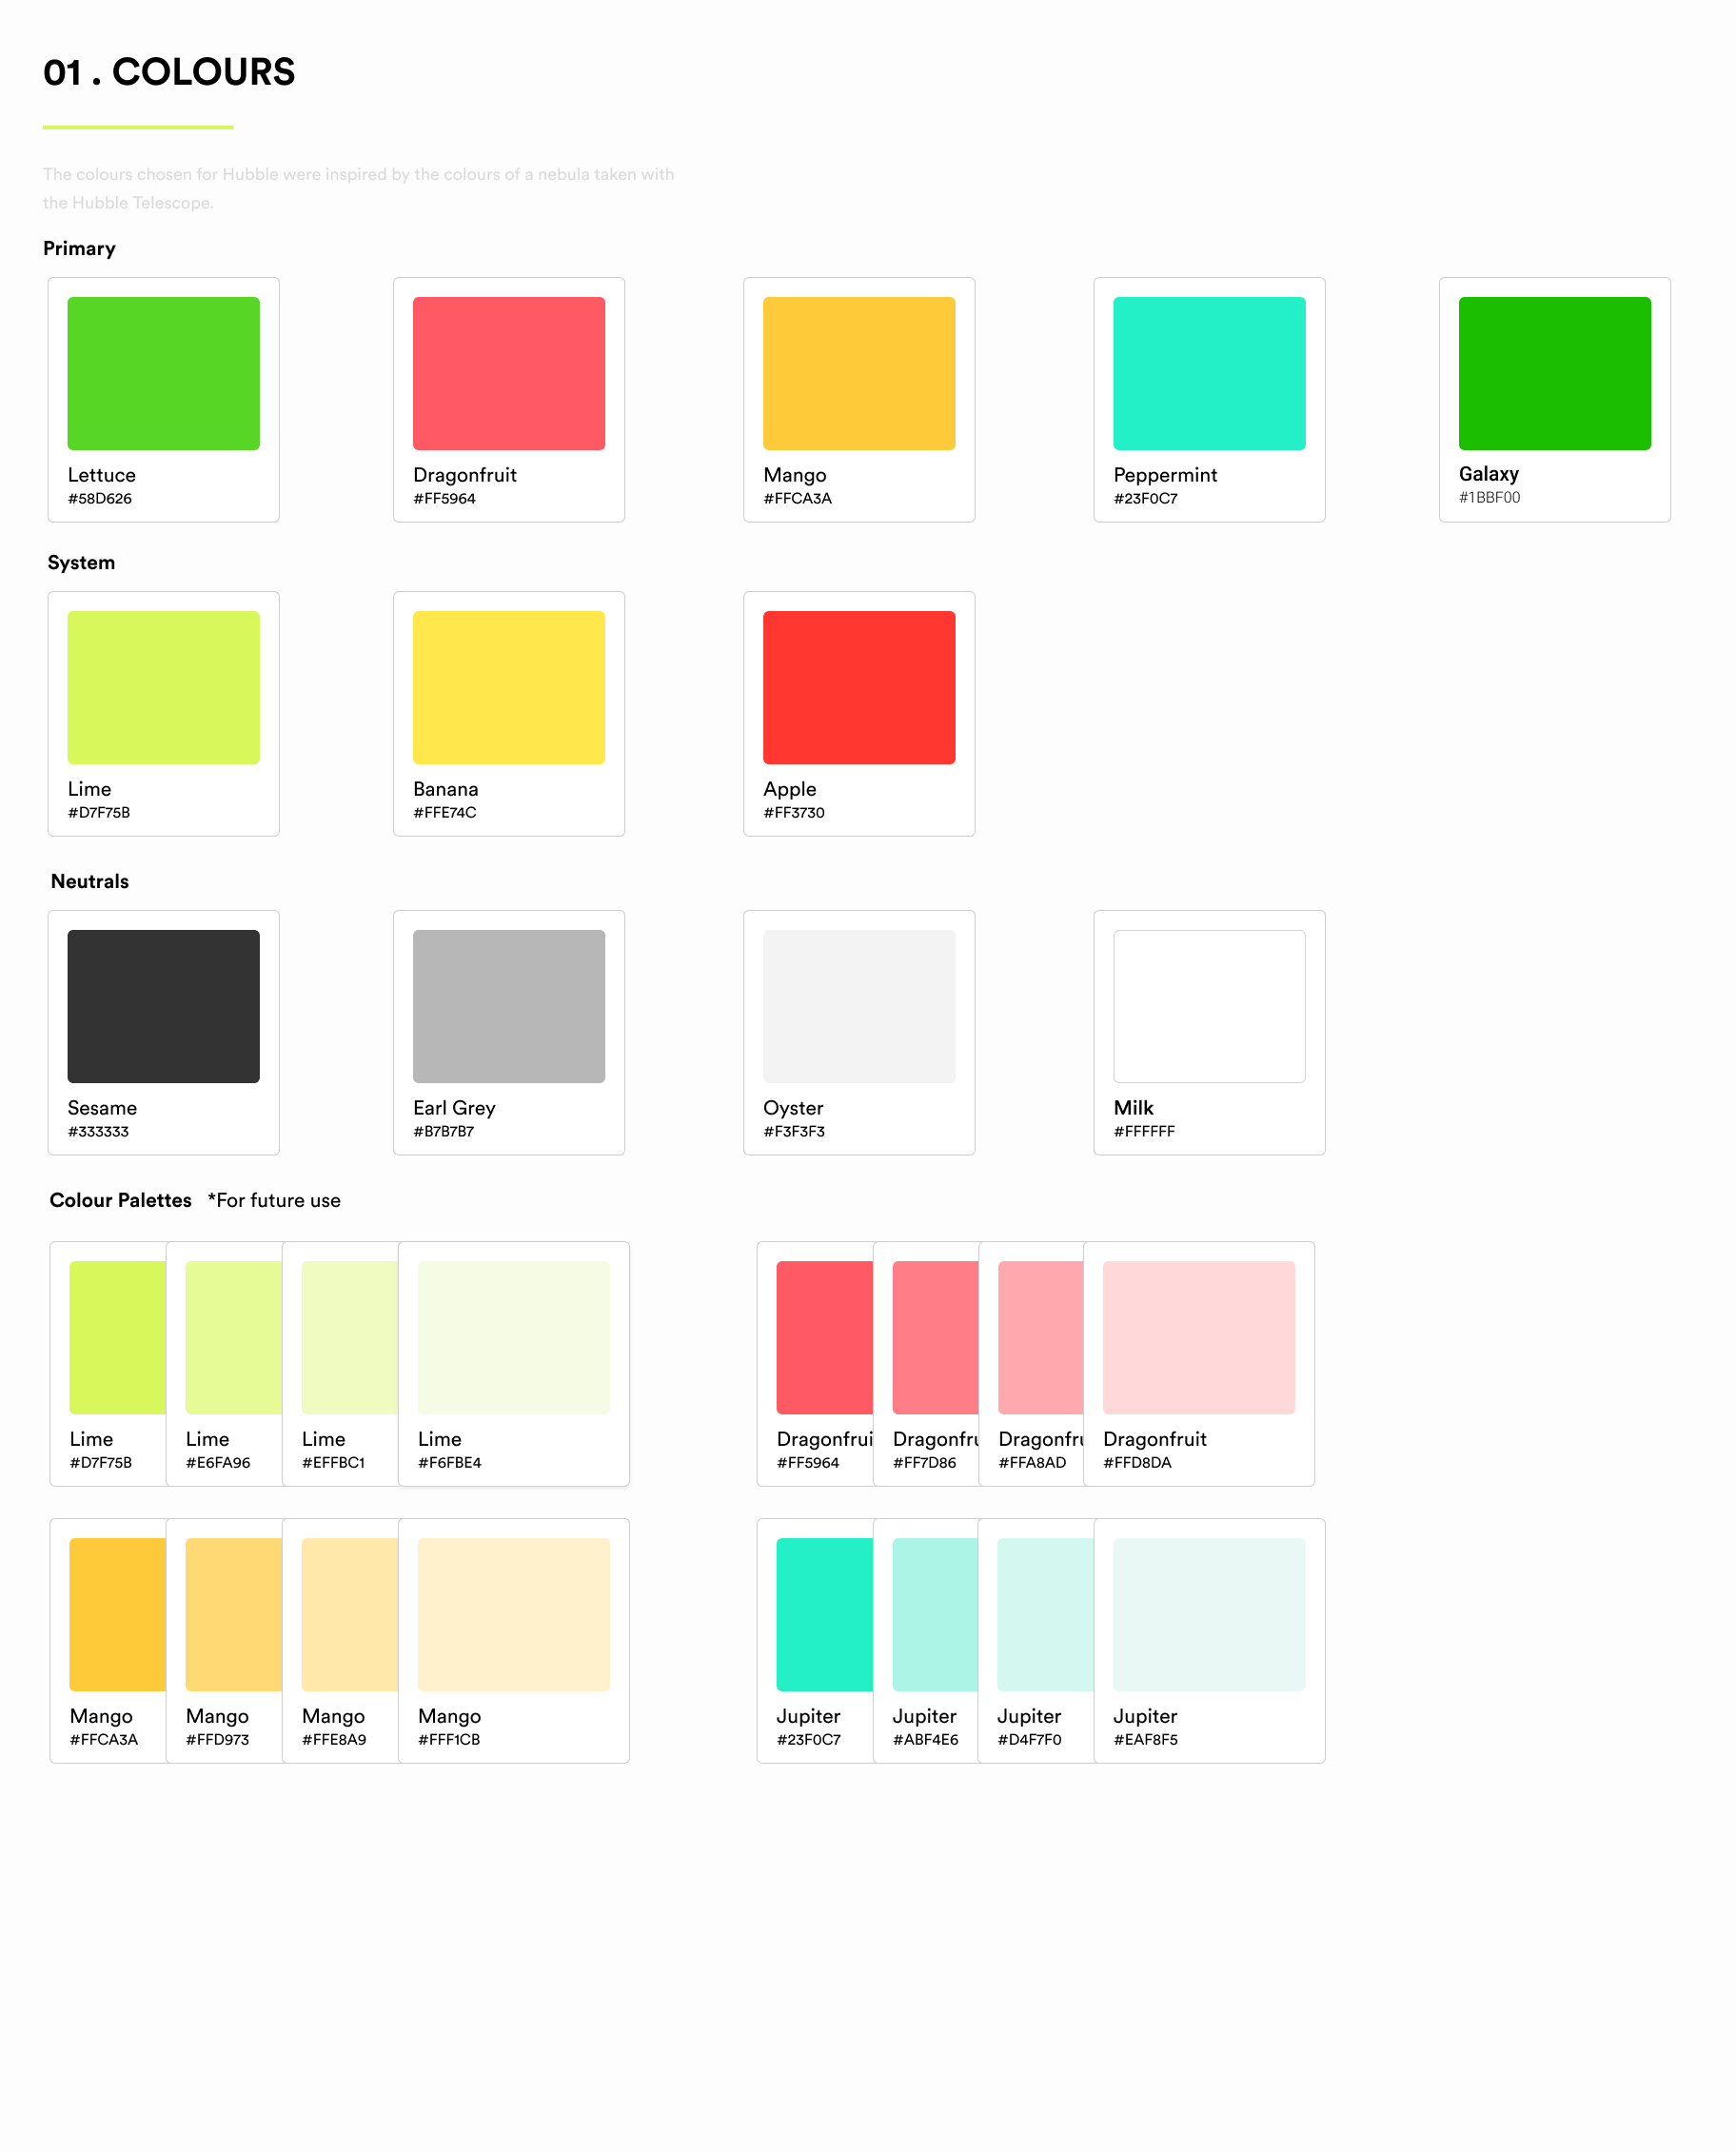 01 . COLOURS
The colours chosen for Hubble were inspired by the colours of a nebula taken with
the Hubble Telescope.
Primary
Lettuce
#58D626
Dragonfruit
#FF5964
Mango
#FFCA3A
Peppermint
#23F0C7
Galaxy
#1BBF00
System
Lime
#D7F75B
Banana
#FFE74C
Apple
#FF3730
Neutrals
Sesame
#333333
Earl Grey
#B7B7B7
Oyster
#F3F3F3
Milk
#FFFFFF
Colour Palettes *For future use
Lime
#D7F75B
Lime
#E6FA96
Lime
#EFFBC1
Lime
#F6FBE4
Dragonfrui
#FF5964
Dragonfru
#FF7D86
Dragonfru
#FFA8AD
Dragonfruit
#FFD8DA
Mango
#FFCA3A
Mango
#FFD973
Mango
#FFE8A9
Mango
#FFF1CB
Jupiter
#23F0C7
Jupiter
#ABF4E6
Jupiter
#D4F7F0
Jupiter
#EAF8F5